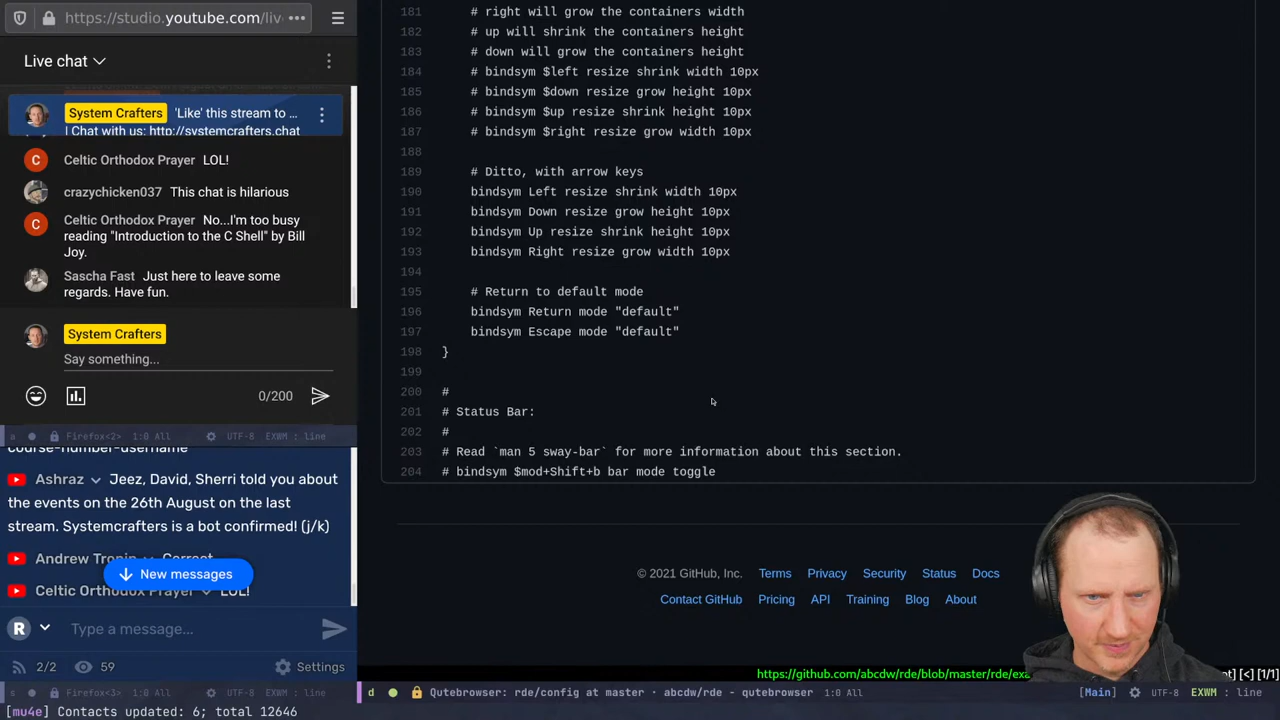 https://studio.youtube.com/liv
Live chat
System Crafters 'Like' this stream to ...
| Chat with us: http://systemcrafters.chat
C Celtic Orthodox Prayer LOL!
crazychicken037 This chat is hilarious
C Celtic Orthodox Prayer No...I'm too busy
reading "Introduction to the C Shell" by Bill
Joy.
Sascha Fast Just here to leave some
regards. Have fun.
System Crafters
Say something...
0/200
a Firefox<2> 1:0 All UTF-8 EXWM : line
course-number-username
Ashraz Jeez, David, Sherri told you about
the events on the 26th August on the last
stream. Systemcrafters is a bot confirmed! (j/k)
Andrew Tropin Correct
New messages
Celtic Orthodox Prayer LOL!
R Type a message...
2/2 59 Settings
s Firefox<3> 1:0 All UTF-8 EXWM : line
[mu4e] Contacts updated: 6; total 12646
181 # right will grow the containers width
182 # up will shrink the containers height
183 # down will grow the containers height
184 # bindsym $left resize shrink width 10px
185 # bindsym $down resize grow height 10px
186 # bindsym $up resize shrink height 10px
187 # bindsym $right resize grow width 10px
188
189 # Ditto, with arrow keys
190 bindsym Left resize shrink width 10px
191 bindsym Down resize grow height 10px
192 bindsym Up resize shrink height 10px
193 bindsym Right resize grow width 10px
194
195 # Return to default mode
196 bindsym Return mode "default"
197 bindsym Escape mode "default"
198 }
199
200 #
201 # Status Bar:
202 #
203 # Read `man 5 sway-bar` for more information about this section.
204 # bindsym $mod+Shift+b bar mode toggle
© 2021 GitHub, Inc. Terms Privacy Security Status Docs
Contact GitHub Pricing API Training Blog About
https://github.com/abcdw/rde/blob/master/rde/exa [<] [1/1]
d Qutebrowser: rde/config at master · abcdw/rde - qutebrowser 1:0 All [Main] UTF-8 EXWM : line